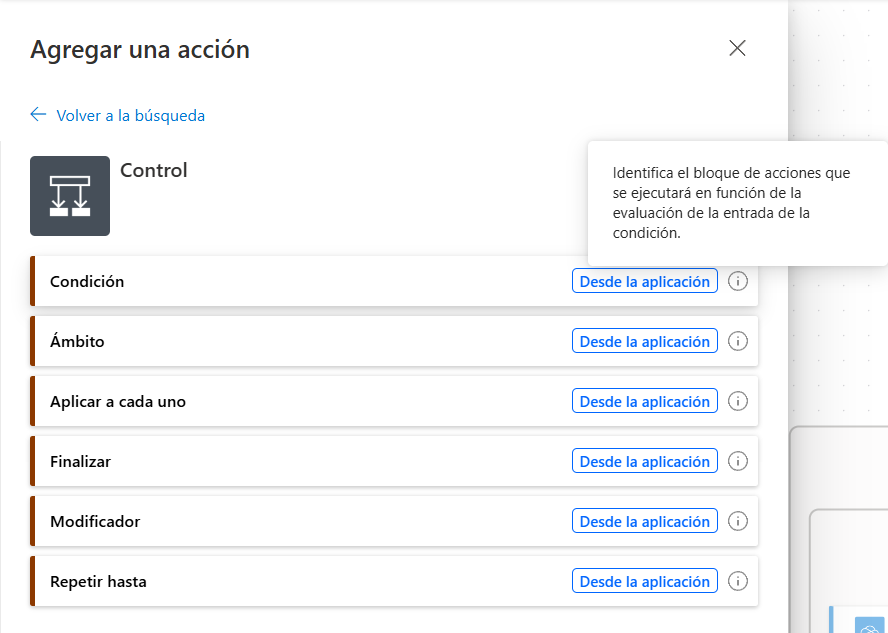 Agregar una acción
Volver a la búsqueda
Control
Identifica el bloque de acciones que
se ejecutará en función de la
evaluación de la entrada de la
condición.
Condición
Desde la aplicación
Ámbito
Desde la aplicación
Aplicar a cada uno
Desde la aplicación
Finalizar
Desde la aplicación
Modificador
Desde la aplicación
Repetir hasta
Desde la aplicación